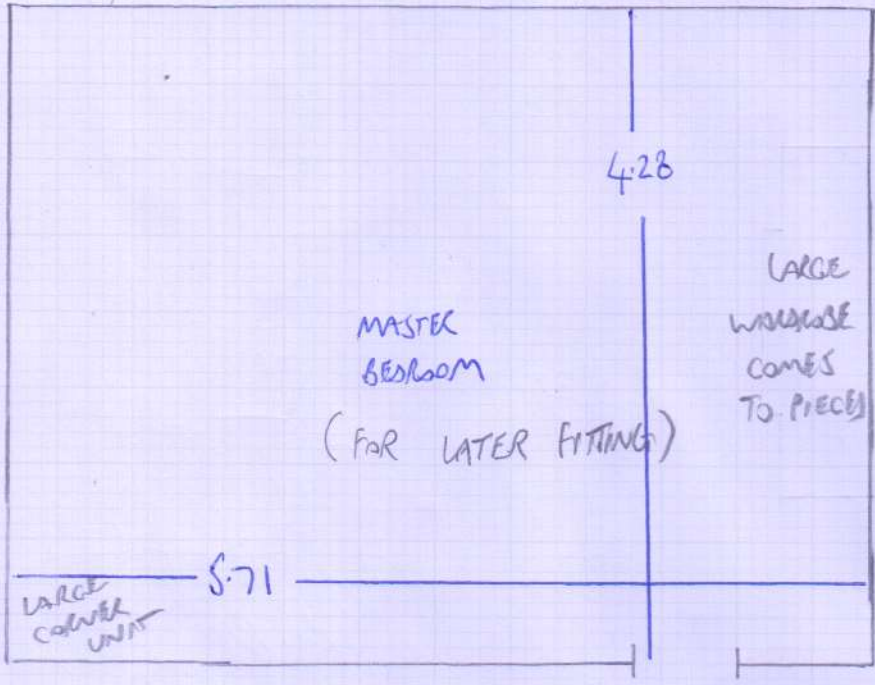 4.28
MASTER
BEDROOM
(FOR LATER FITTING)
LARGE
WARDROBE
COMES
TO PIECES
5.71
LARGE
CORNER
UNIT